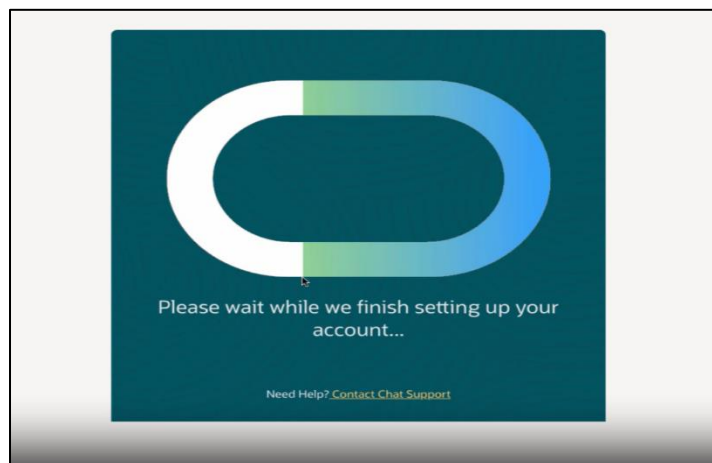 Please wait while we finish setting up your
account...
Need Help? Contact Chat Support